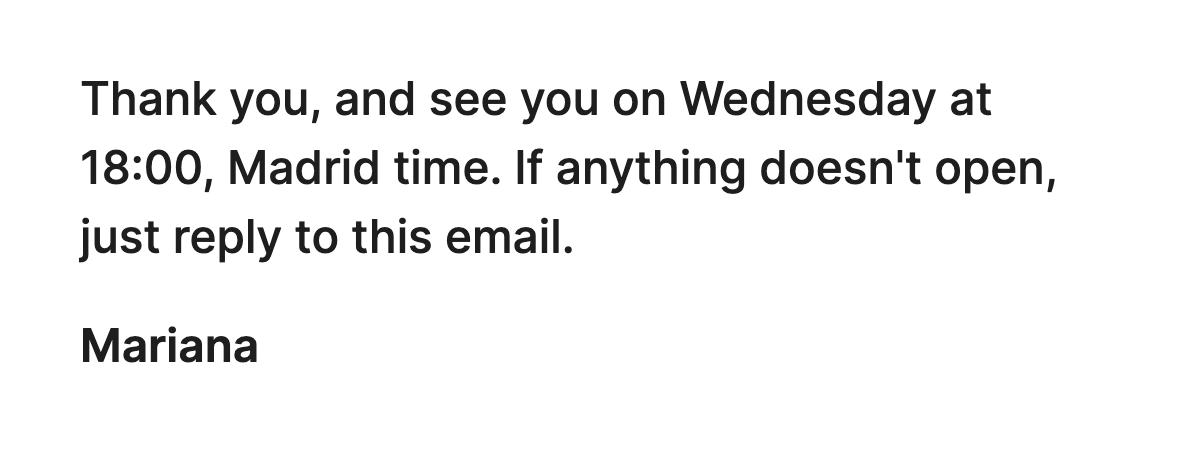 Thank you, and see you on Wednesday at
18:00, Madrid time. If anything doesn't open,
just reply to this email.
Mariana